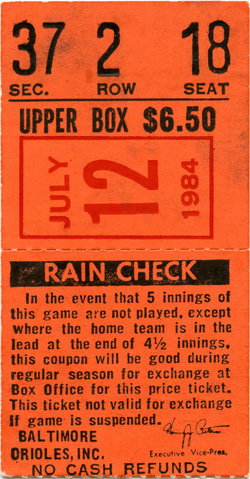 37 2 18
SEC. ROW SEAT
UPPER BOX $6.50
JULY
12
1984
RAIN CHECK
In the event that 5 innings of
this game are not played, except
where the home team is in the
lead at the end of 4½ innings,
this coupon will be good during
regular season for exchange at
Box Office for this price ticket.
This ticket not valid for exchange
if game is suspended.
BALTIMORE
ORIOLES, INC. Executive Vice-Pres.
NO CASH REFUNDS